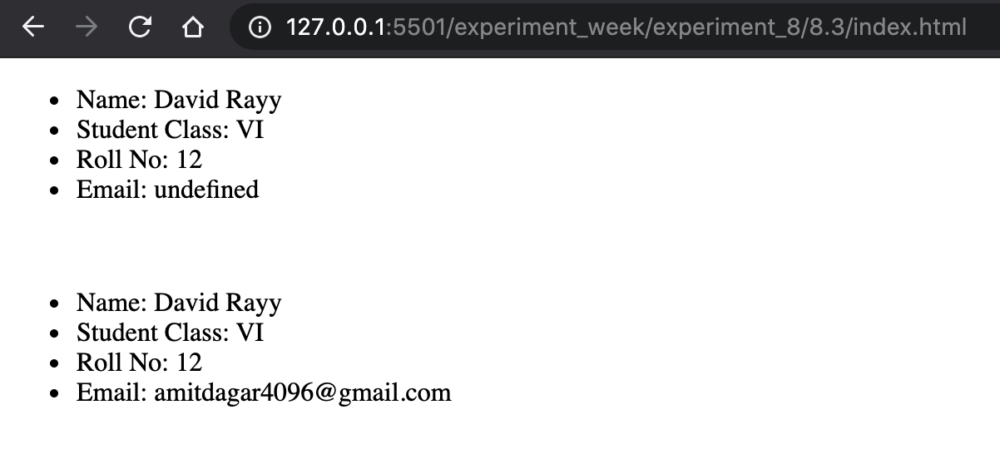 127.0.0.1:5501/experiment_week/experiment_8/8.3/index.html
Name: David Rayy
Student Class: VI
Roll No: 12
Email: undefined
Name: David Rayy
Student Class: VI
Roll No: 12
Email: amitdagar4096@gmail.com